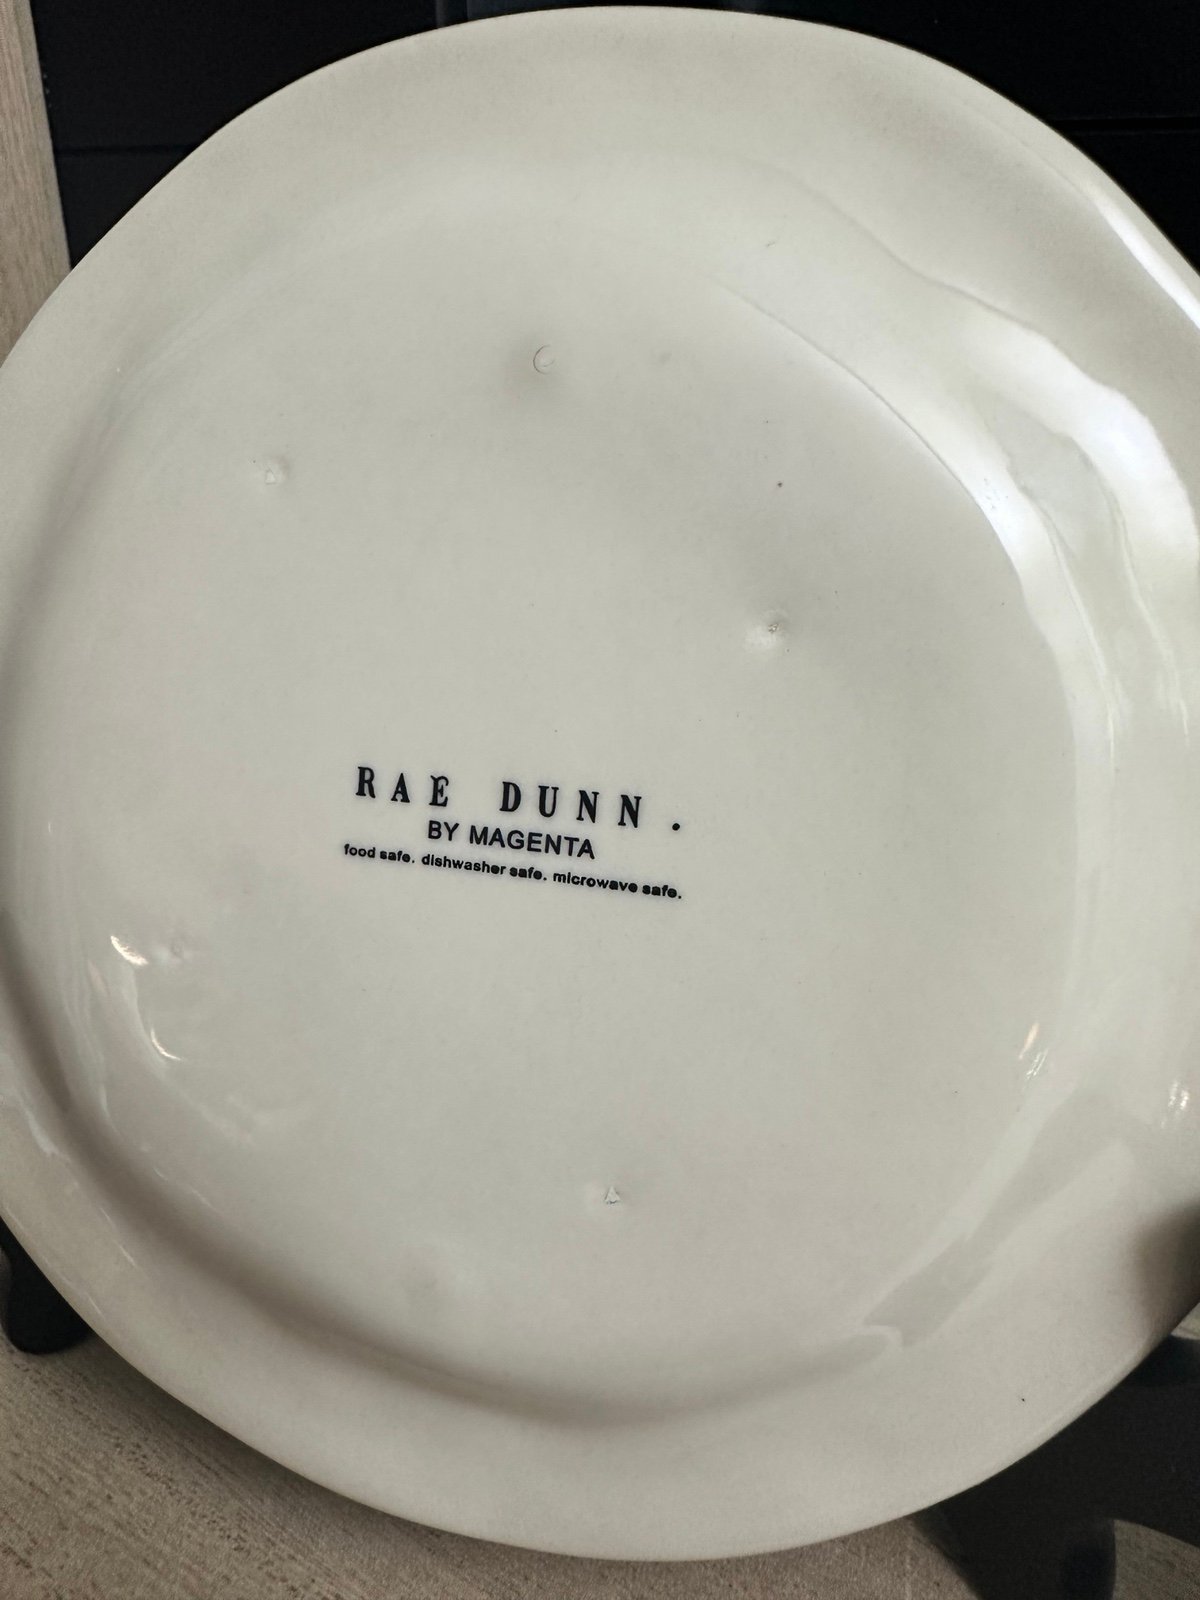 RAE DUNN.
BY MAGENTA
food safe. dishwasher safe. microwave safe.